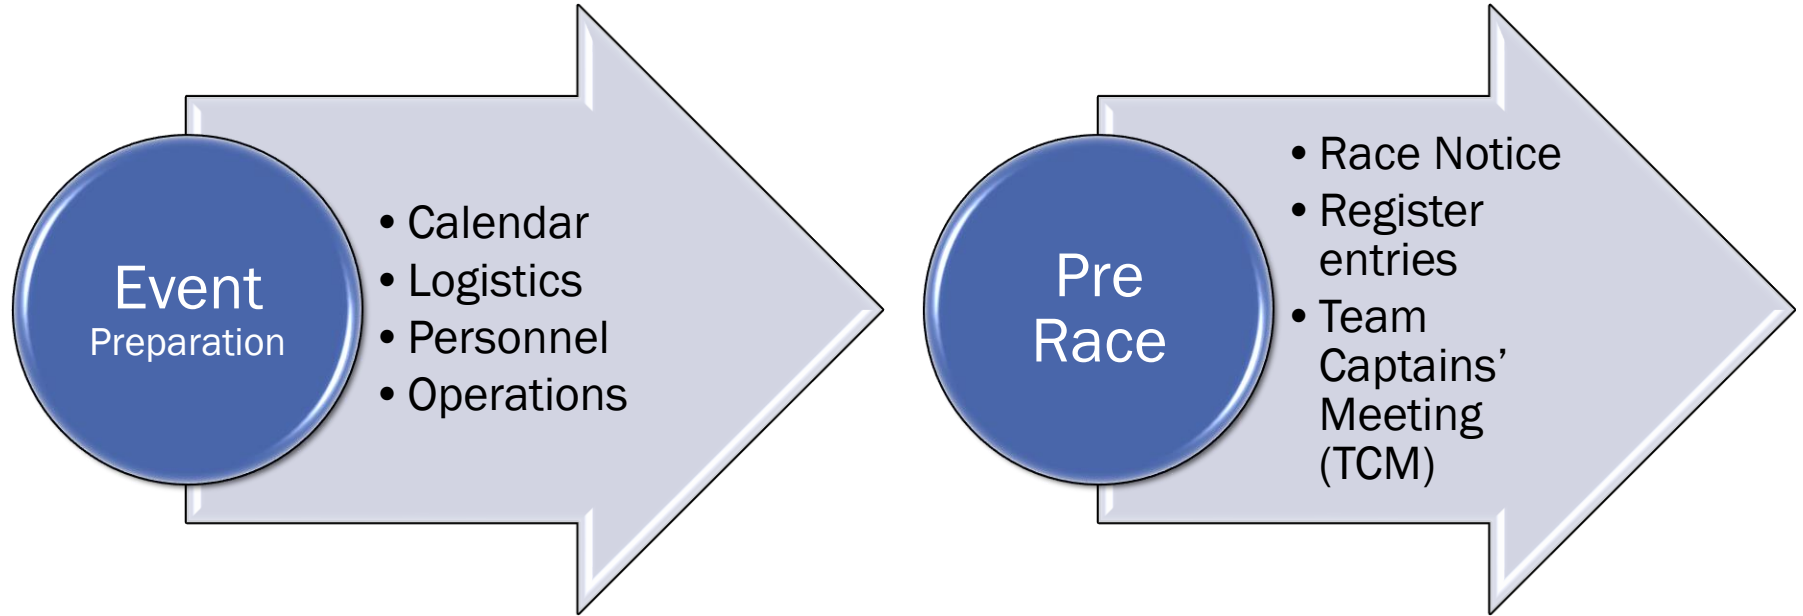 Event
Preparation
• Calendar
• Logistics
• Personnel
• Operations
Pre
Race
• Race Notice
• Register
entries
• Team
Captains’
Meeting
(TCM)